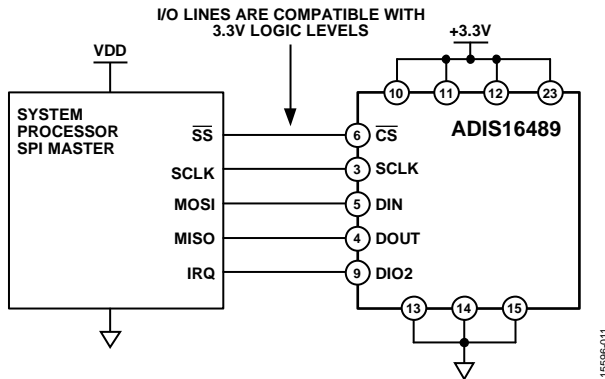 I/O LINES ARE COMPATIBLE WITH
3.3V LOGIC LEVELS
VDD
+3.3V
10
11
12
23
SYSTEM
PROCESSOR
SPI MASTER
ADIS16489
SS
6
CS
SCLK
3
SCLK
MOSI
5
DIN
MISO
4
DOUT
IRQ
9
DIO2
13
14
15
15596-011